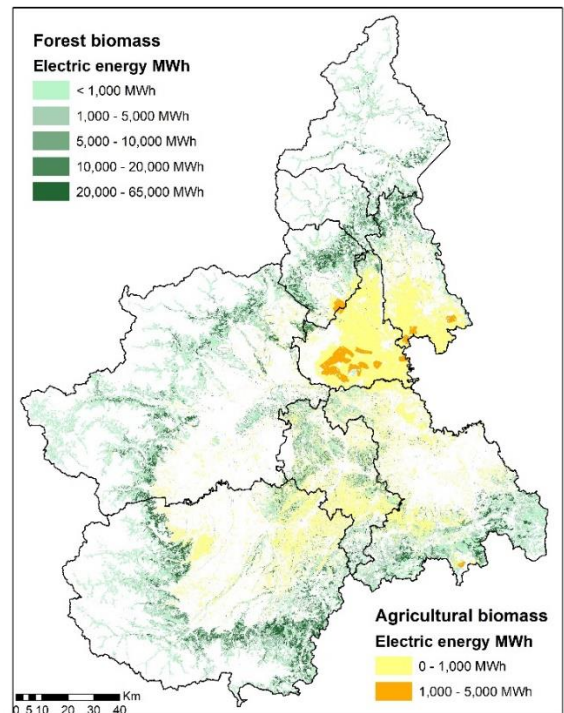 Forest biomass
Electric energy MWh
< 1,000 MWh
1,000 - 5,000 MWh
5,000 - 10,000 MWh
10,000 - 20,000 MWh
20,000 - 65,000 MWh
Agricultural biomass
Electric energy MWh
0 - 1,000 MWh
1,000 - 5,000 MWh
Km
0 5 10 20 30 40